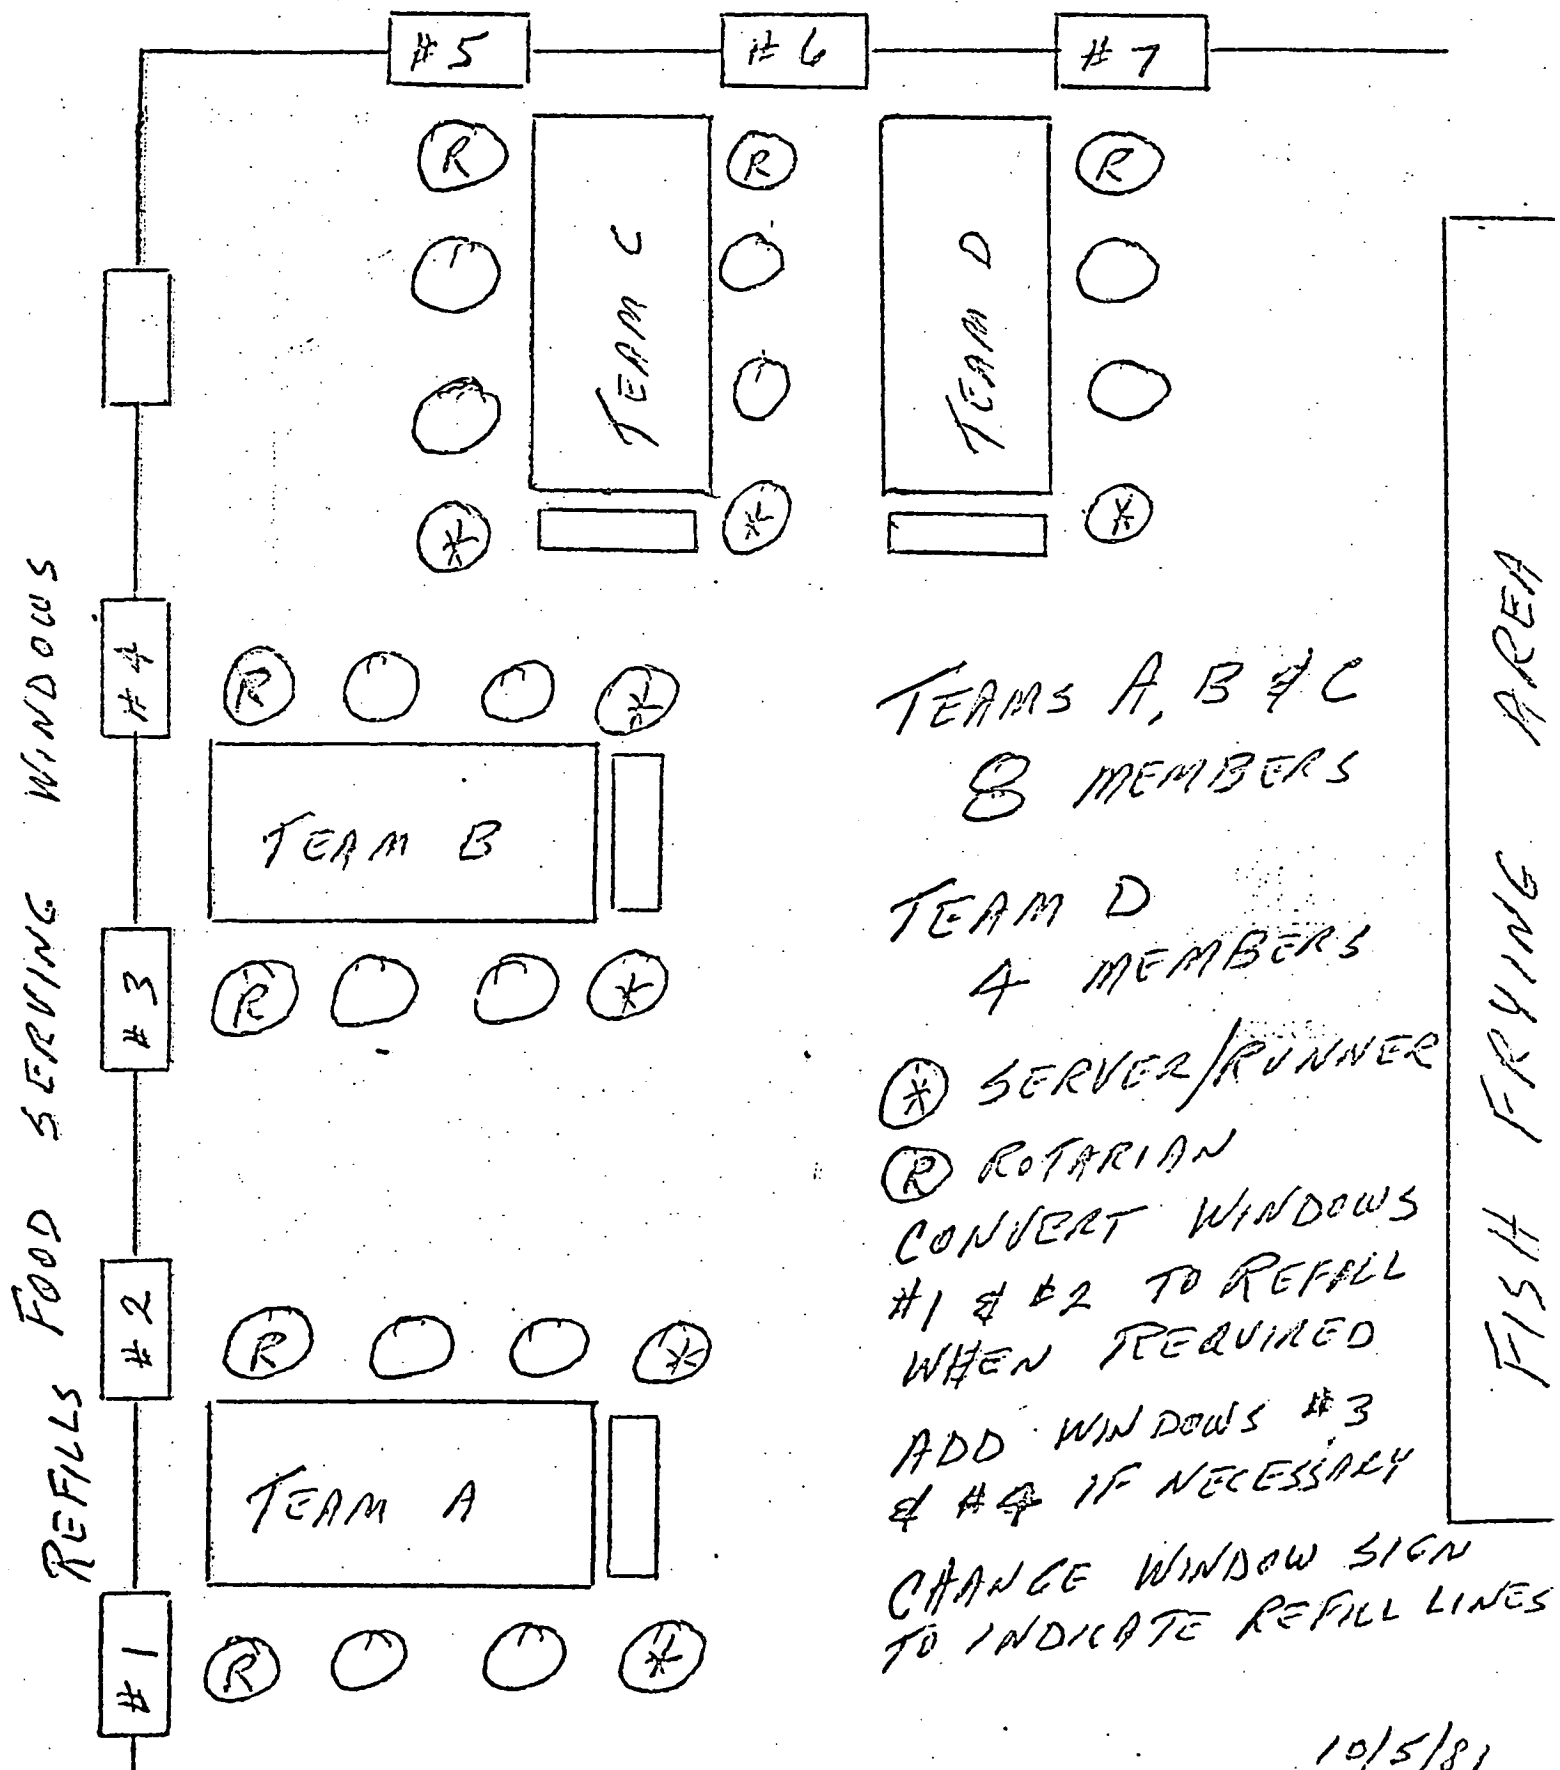 #5
#6
#7
R
R
R
TEAM C
TEAM D
*
*
*
FOOD SERVING WINDOWS
REFILLS
#4
R
*
TEAM B
#3
R
*
#2
R
*
TEAM A
#1
R
*
TEAMS A, B & C
8 MEMBERS
TEAM D
4 MEMBERS
* SERVER/RUNNER
R ROTARIAN
CONVERT WINDOWS
#1 & #2 TO REFILL
WHEN REQUIRED
ADD WINDOWS #3
& #4 IF NECESSARY
CHANGE WINDOW SIGN
TO INDICATE REFILL LINES
FISH FRYING AREA
10/5/81